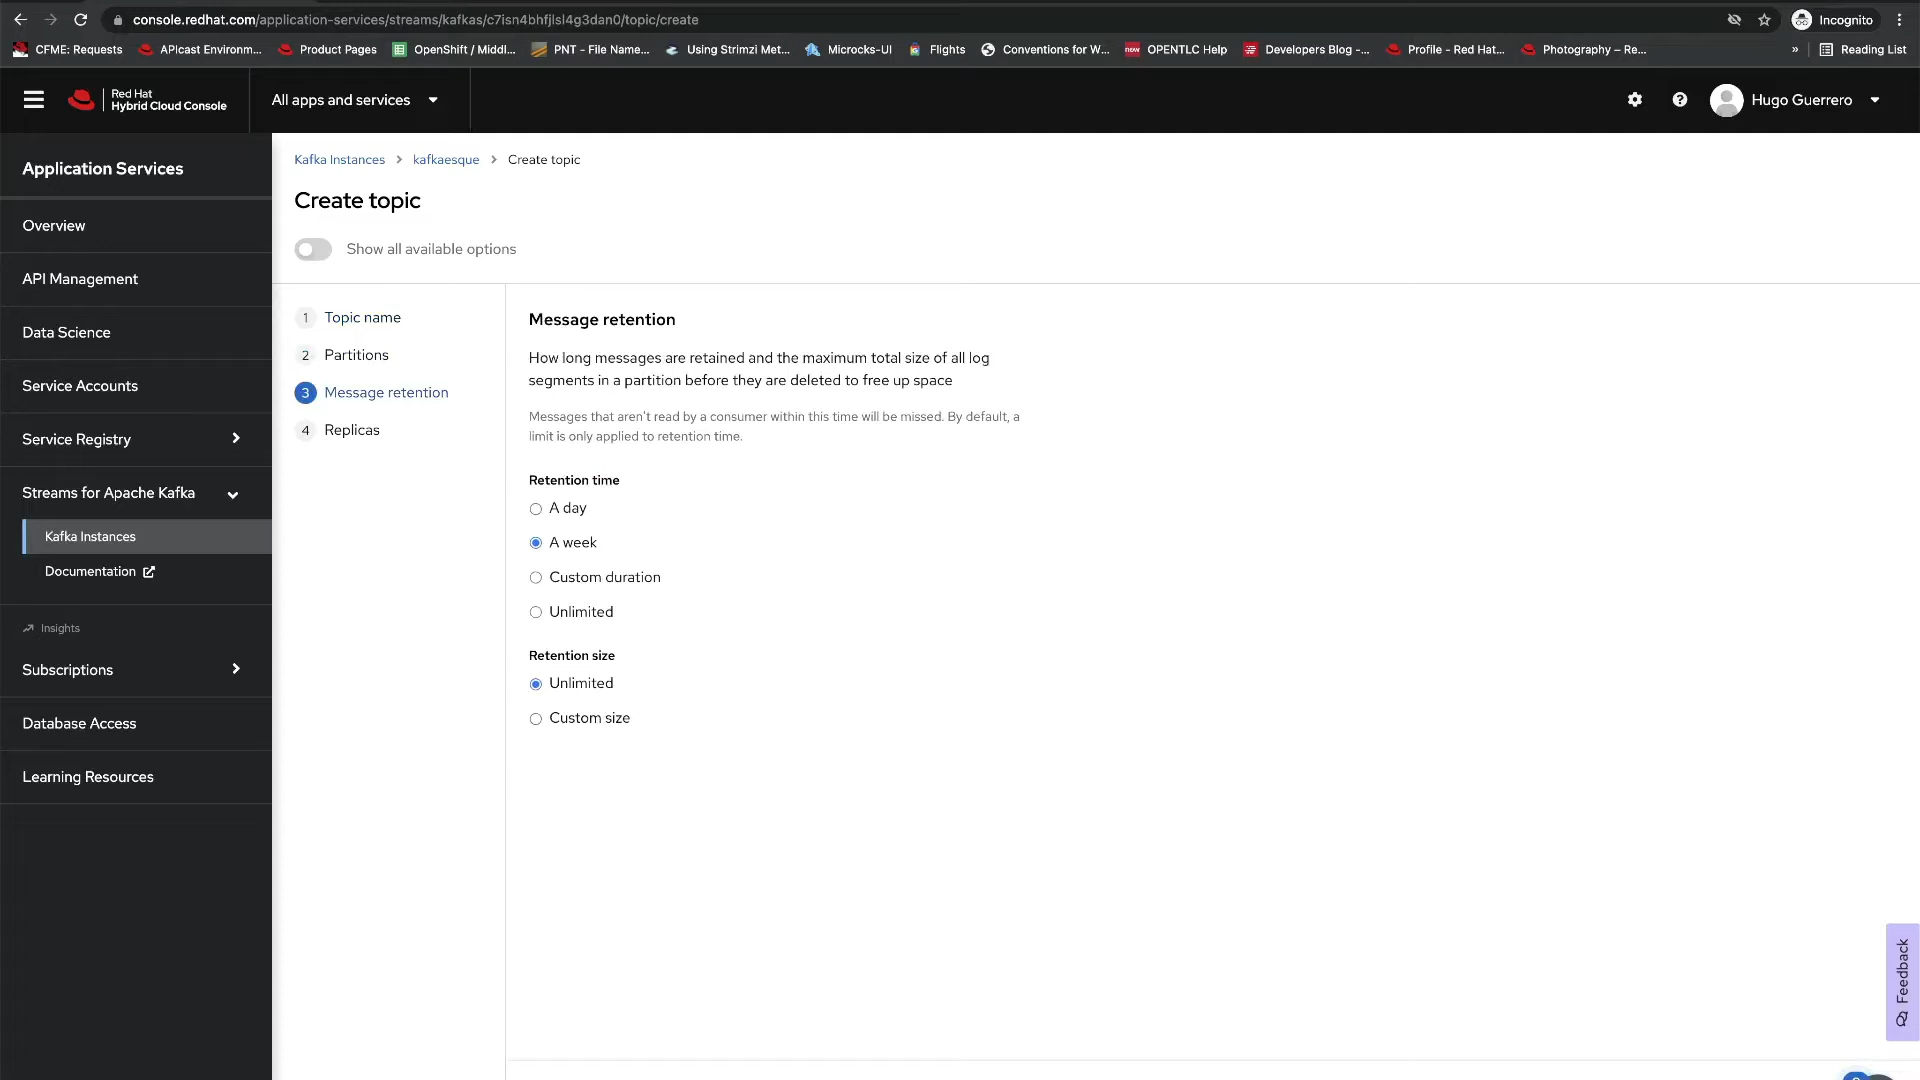 console.redhat.com/application-services/streams/kafkas/c7isn4bhfjlsl4g3dan0/topic/create
Incognito
CFME: Requests
APIcast Environm...
Product Pages
OpenShift / Middl...
PNT - File Name...
Using Strimzi Met...
Microcks-UI
Flights
Conventions for W...
OPENTLC Help
Developers Blog -...
Profile - Red Hat...
Photography – Re...
»
Reading List
Red Hat
Hybrid Cloud Console
All apps and services
Hugo Guerrero
Application Services
Overview
API Management
Data Science
Service Accounts
Service Registry
Streams for Apache Kafka
Kafka Instances
Documentation
Insights
Subscriptions
Database Access
Learning Resources
Kafka Instances > kafkaesque > Create topic
Create topic
Show all available options
1 Topic name
2 Partitions
3 Message retention
4 Replicas
Message retention
How long messages are retained and the maximum total size of all log
segments in a partition before they are deleted to free up space
Messages that aren't read by a consumer within this time will be missed. By default, a
limit is only applied to retention time.
Retention time
A day
A week
Custom duration
Unlimited
Retention size
Unlimited
Custom size
Feedback